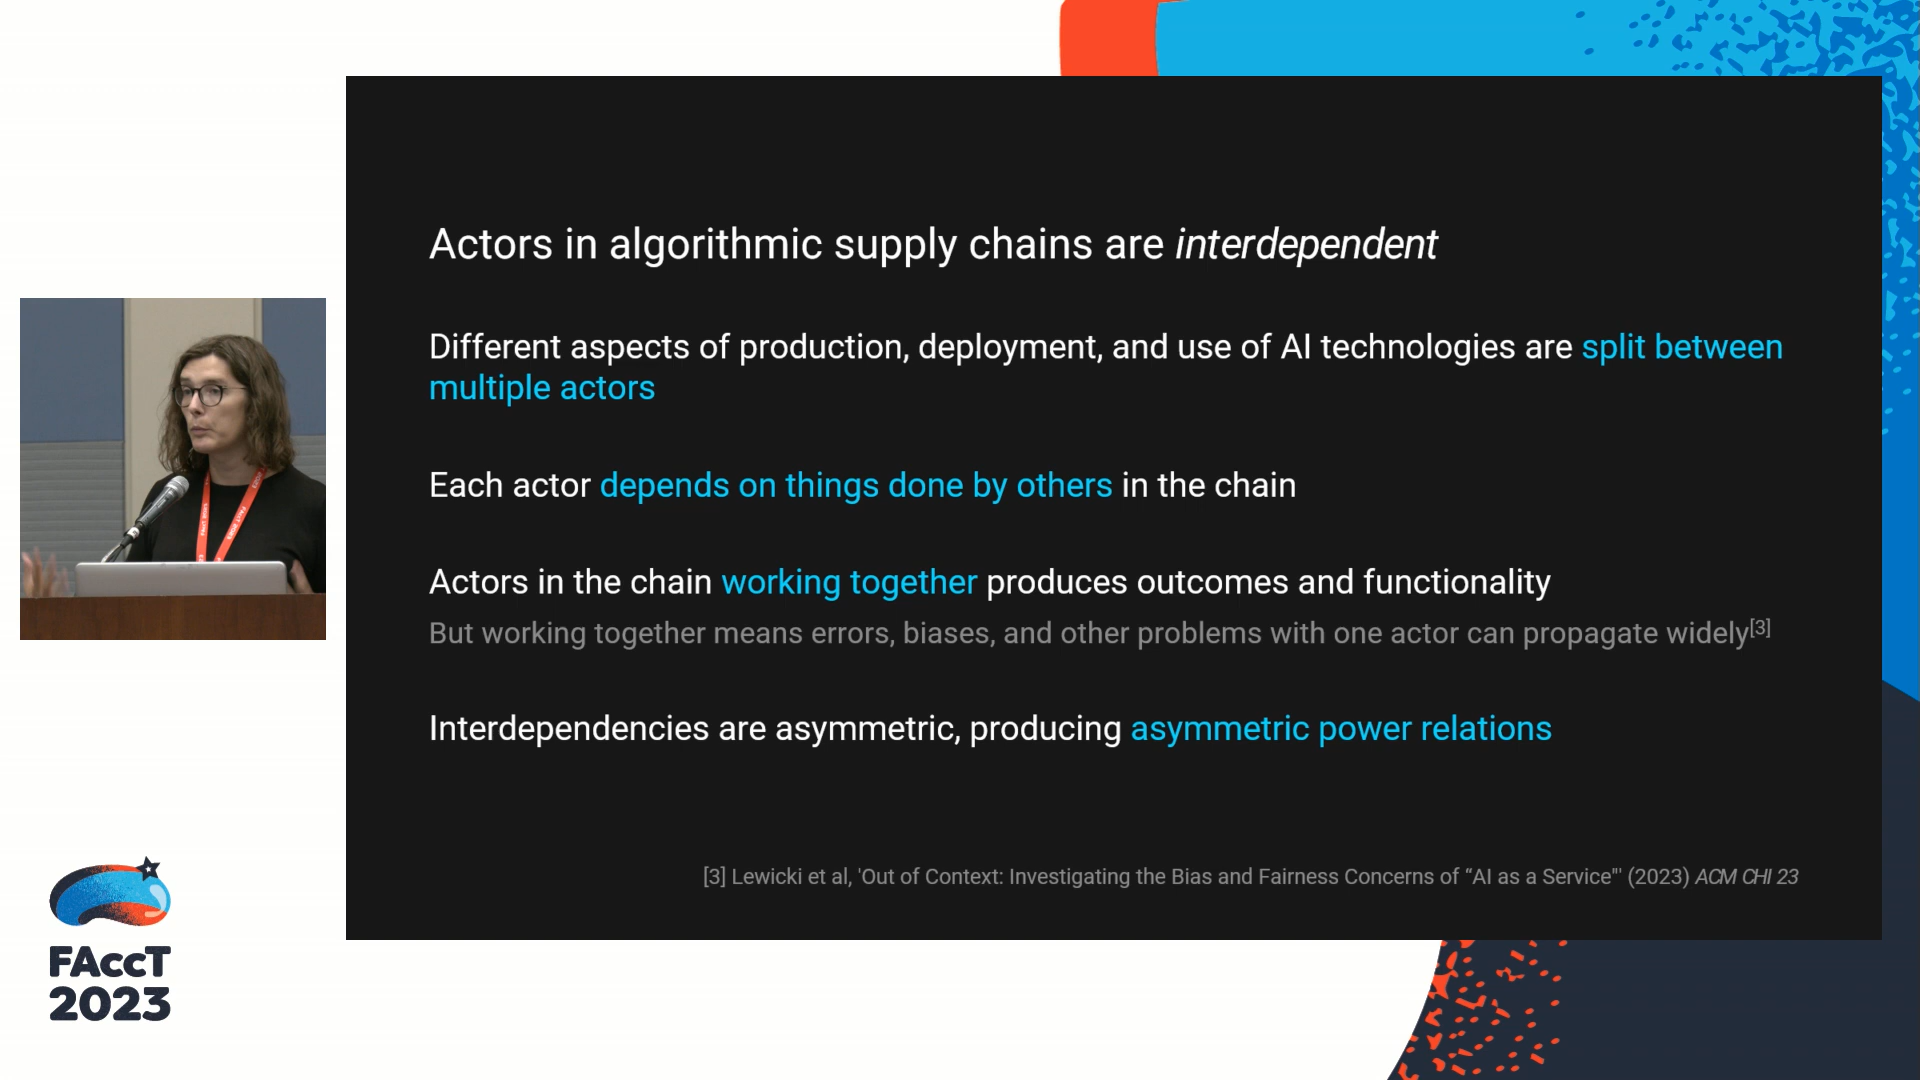 Actors in algorithmic supply chains are interdependent
Different aspects of production, deployment, and use of AI technologies are split between
multiple actors
Each actor depends on things done by others in the chain
Actors in the chain working together produces outcomes and functionality
But working together means errors, biases, and other problems with one actor can propagate widely[3]
Interdependencies are asymmetric, producing asymmetric power relations
[3] Lewicki et al, 'Out of Context: Investigating the Bias and Fairness Concerns of “AI as a Service”' (2023) ACM CHI 23
FAccT
2023